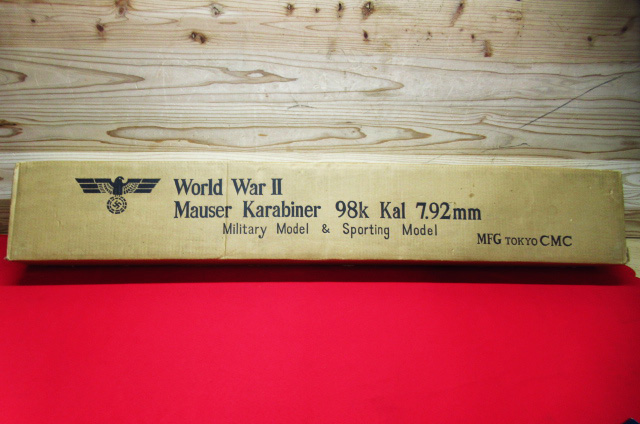 World War II
Mauser Karabiner 98k Kal 7.92mm
Military Model & Sporting Model
MFG TOKYO CMC